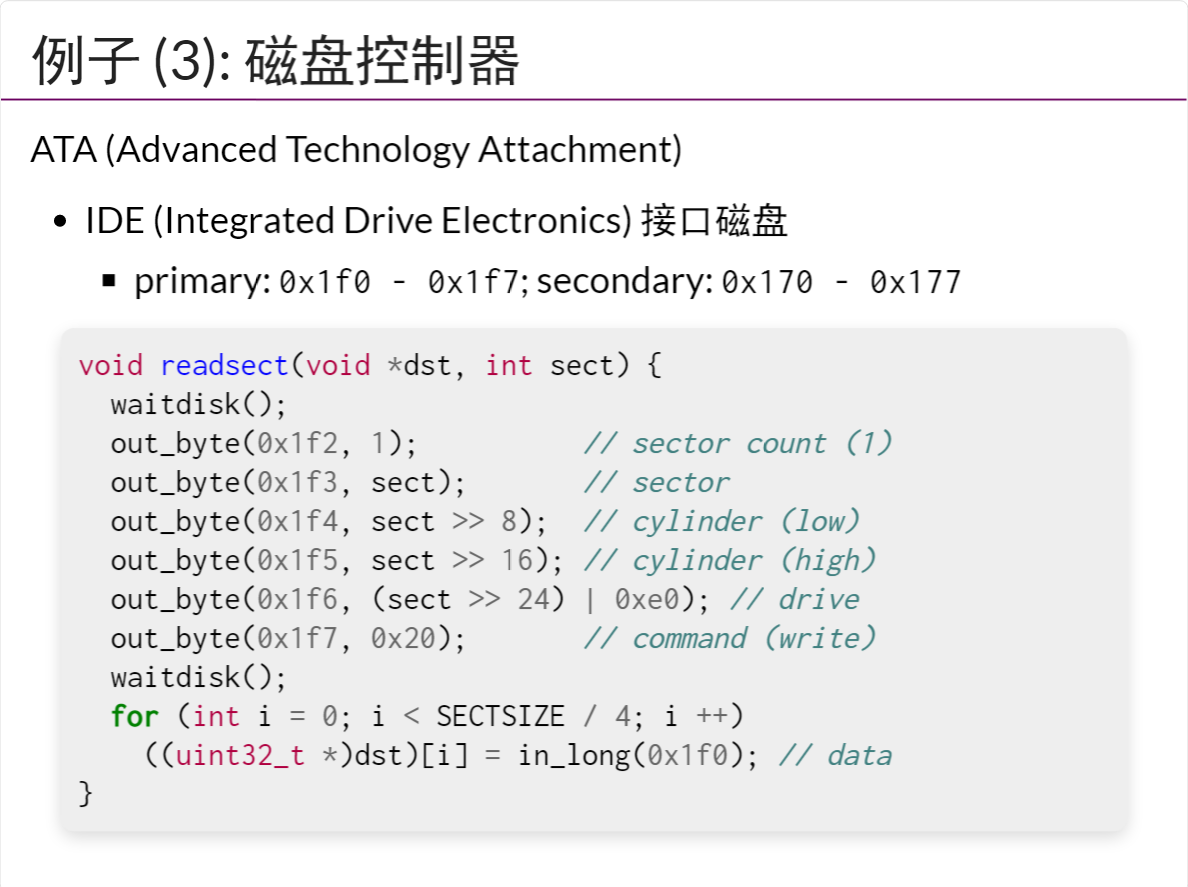 例子 (3): 磁盘控制器
ATA (Advanced Technology Attachment)
• IDE (Integrated Drive Electronics) 接口磁盘
▪ primary: 0x1f0 - 0x1f7; secondary: 0x170 - 0x177
void readsect(void *dst, int sect) {
  waitdisk();
  out_byte(0x1f2, 1);          // sector count (1)
  out_byte(0x1f3, sect);       // sector
  out_byte(0x1f4, sect >> 8);  // cylinder (low)
  out_byte(0x1f5, sect >> 16); // cylinder (high)
  out_byte(0x1f6, (sect >> 24) | 0xe0); // drive
  out_byte(0x1f7, 0x20);       // command (write)
  waitdisk();
  for (int i = 0; i < SECTSIZE / 4; i ++)
    ((uint32_t *)dst)[i] = in_long(0x1f0); // data
}